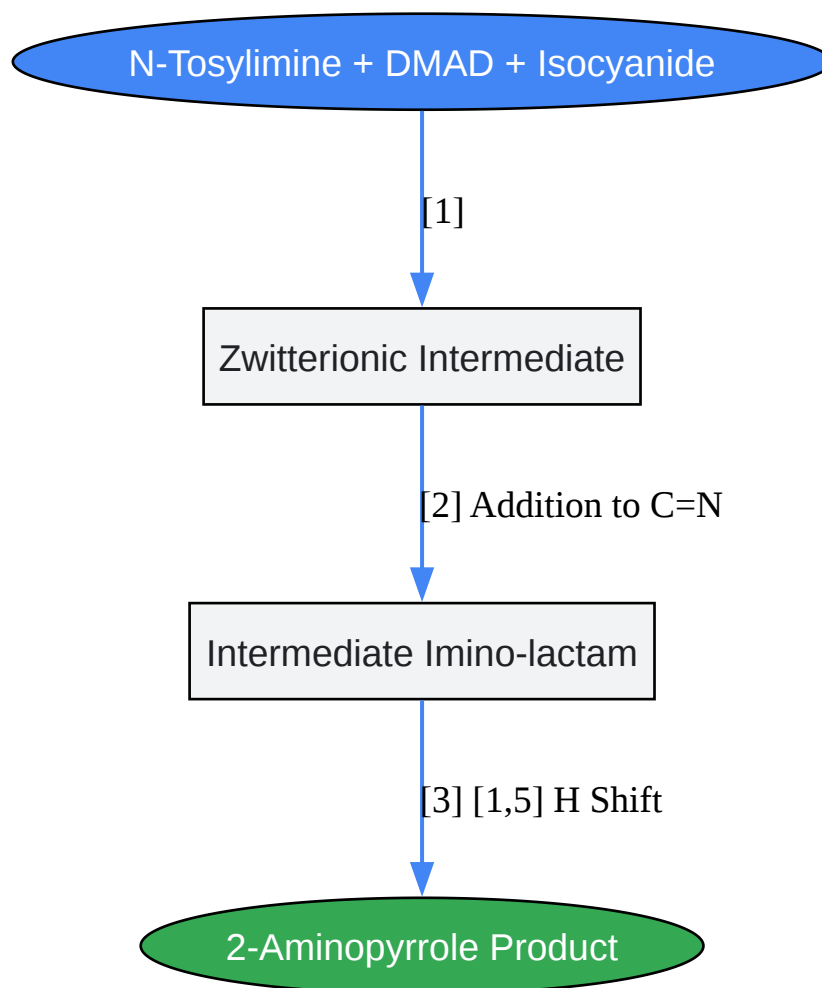 N-Tosylimine + DMAD + Isocyanide
[1]
Zwitterionic Intermediate
[2] Addition to C=N
Intermediate Imino-lactam
[3] [1,5] H Shift
2-Aminopyrrole Product